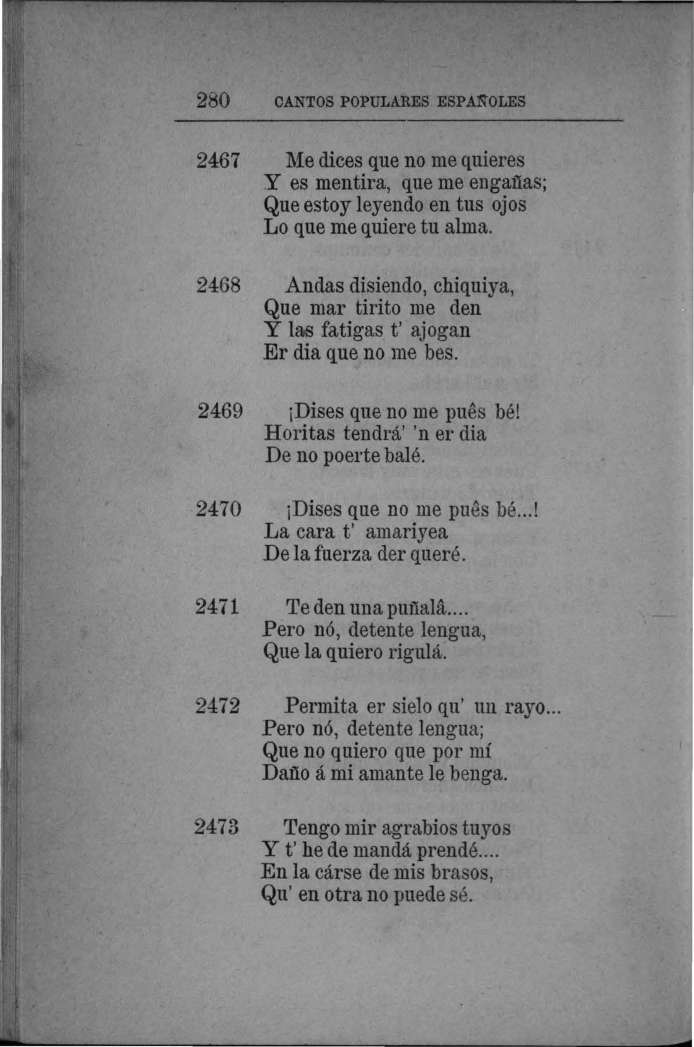 280 CANTOS POPULARES ESPAÑOLES
2467 Me dices que no me quieres
Y es mentira, que me engañas;
Que estoy leyendo en tus ojos
Lo que me quiere tu alma.
2468 Andas disiendo, chiquiya,
Que mar tirito me den
Y las fatigas t' ajogan
Er dia que no me bes.
2469 ¡Dises que no me puês bé!
Horitas tendrá' 'n er dia
De no poerte balé.
2470 ¡Dises que no me puês bé...!
La cara t' amariyea
De la fuerza der queré.
2471 Te den una puñalâ....
Pero nó, detente lengua,
Que la quiero rigulá.
2472 Permita er sielo qu' un rayo...
Pero nó, detente lengua;
Que no quiero que por mí
Daño á mi amante le benga.
2473 Tengo mir agrabios tuyos
Y t' he de mandá prendé....
En la cárse de mis brasos,
Qu' en otra no puede sé.